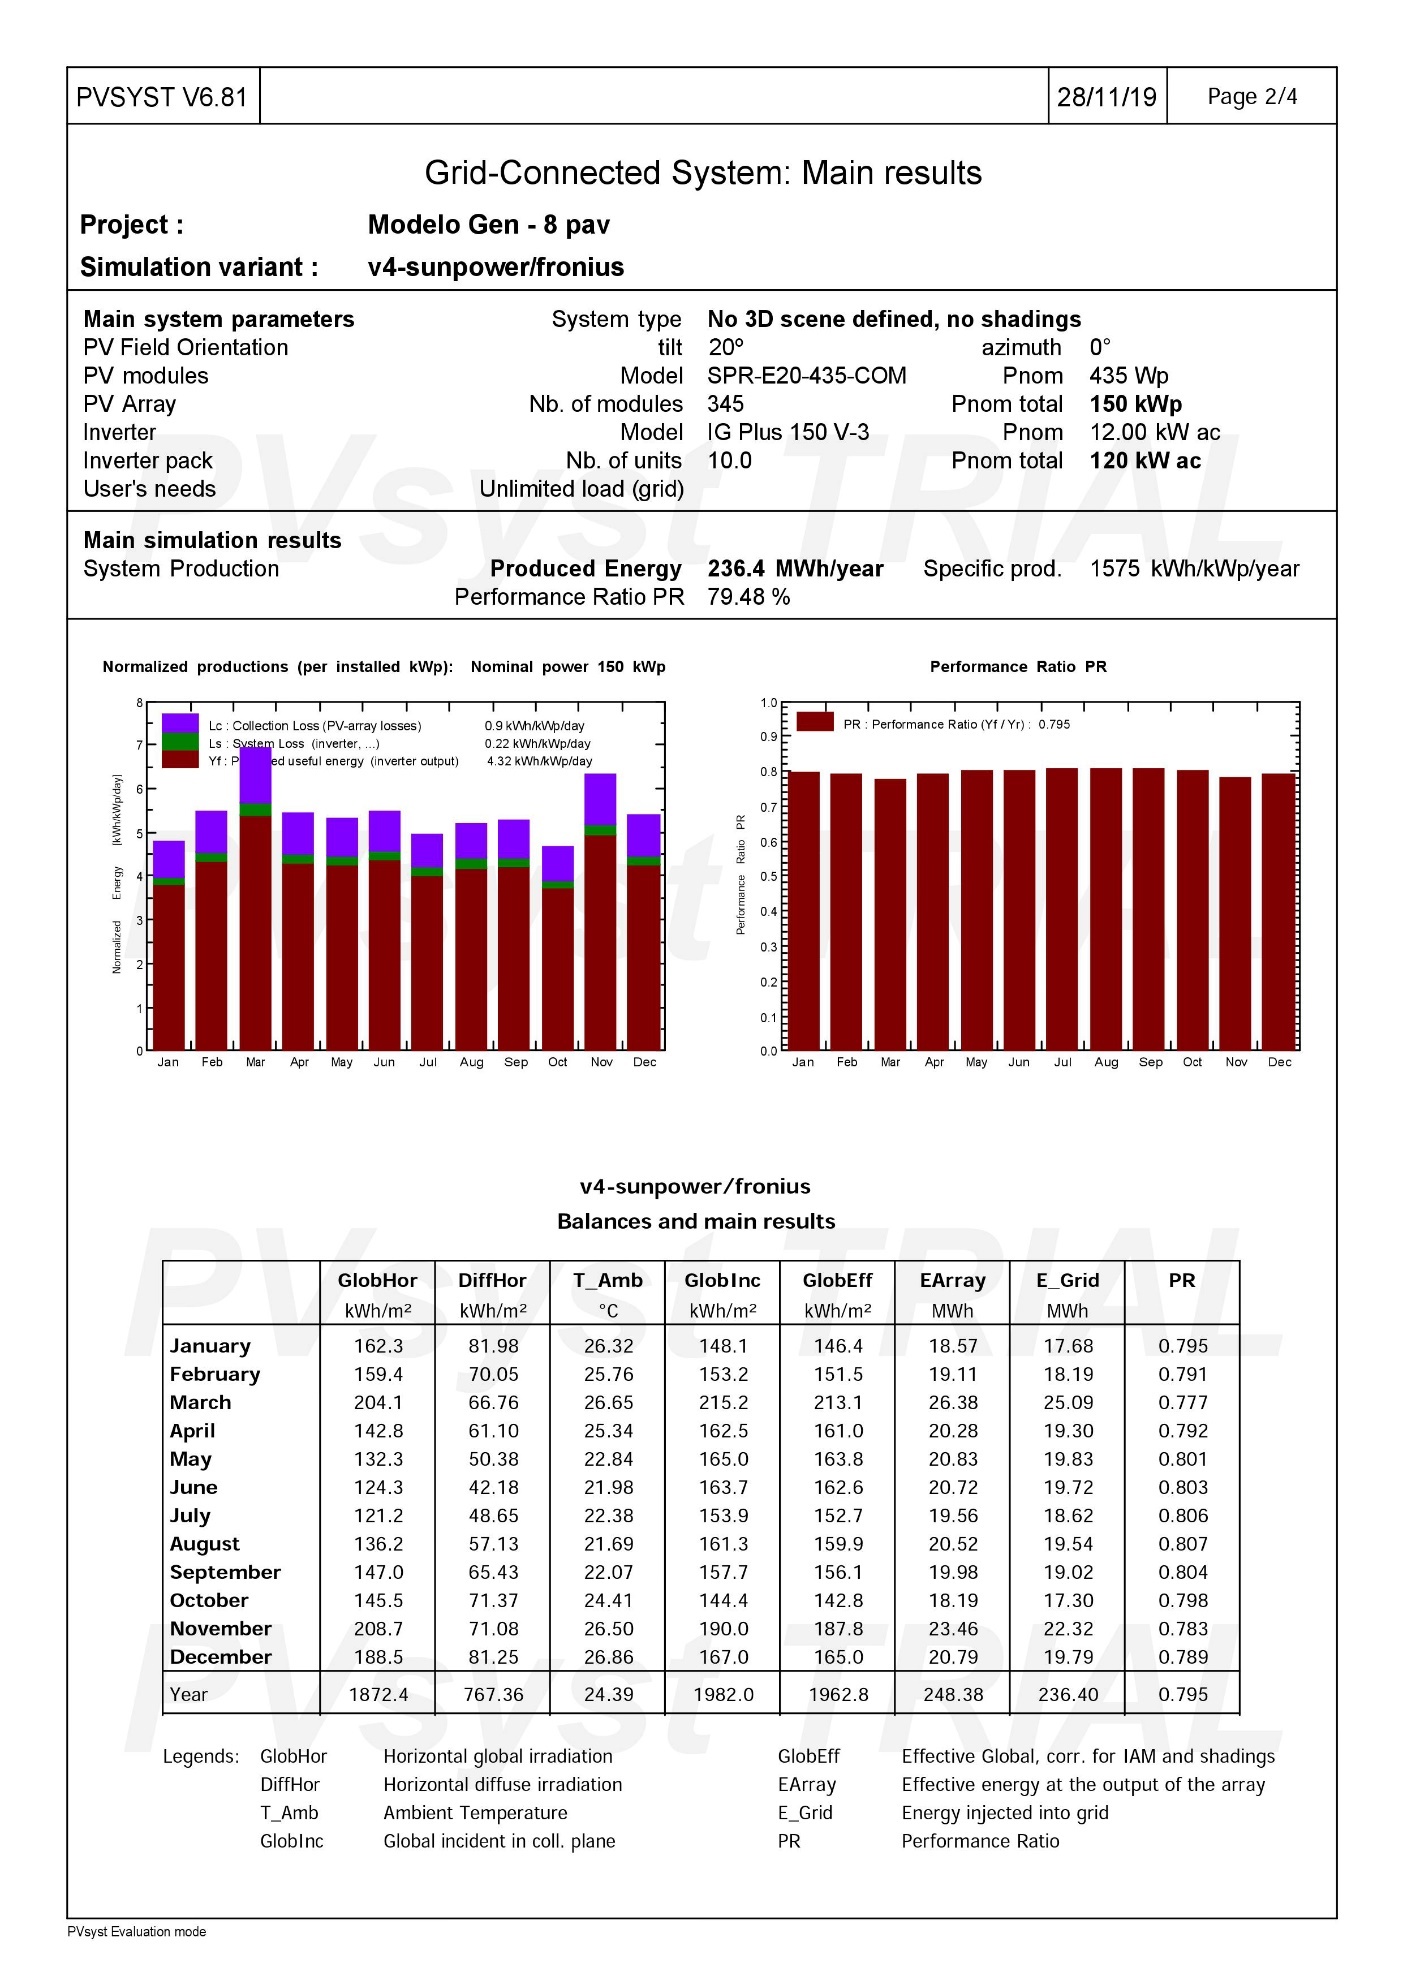 PVSYST V6.81 28/11/19 Page 2/4
Grid-Connected System: Main results
Project : Modelo Gen - 8 pav
Simulation variant : v4-sunpower/fronius
Main system parameters System type No 3D scene defined, no shadings
PV Field Orientation tilt 20º azimuth 0°
PV modules Model SPR-E20-435-COM Pnom 435 Wp
PV Array Nb. of modules 345 Pnom total 150 kWp
Inverter Model IG Plus 150 V-3 Pnom 12.00 kW ac
Inverter pack Nb. of units 10.0 Pnom total 120 kW ac
User's needs Unlimited load (grid)
PVsyst TRIAL
Main simulation results
System Production Produced Energy 236.4 MWh/year Specific prod. 1575 kWh/kWp/year
Performance Ratio PR 79.48 %
Normalized productions (per installed kWp): Nominal power 150 kWp
8
7
6
5
4
3
2
1
0
Normalized Energy [kWh/kWp/day]
Lc : Collection Loss (PV-array losses) 0.9 kWh/kWp/day
Ls : System Loss (inverter, ...) 0.22 kWh/kWp/day
Yf : P ed useful energy (inverter output) 4.32 kWh/kWp/day
Jan Feb Mar Apr May Jun Jul Aug Sep Oct Nov Dec
Performance Ratio PR
1.0
0.9
0.8
0.7
0.6
0.5
0.4
0.3
0.2
0.1
0.0
Performance Ratio PR
PR : Performance Ratio (Yf / Yr) : 0.795
Jan Feb Mar Apr May Jun Jul Aug Sep Oct Nov Dec
PVsyst TRIAL
v4-sunpower/fronius
Balances and main results
PVsyst TRIAL
GlobHor DiffHor T_Amb GlobInc GlobEff EArray E_Grid PR
kWh/m² kWh/m² °C kWh/m² kWh/m² MWh MWh
January 162.3 81.98 26.32 148.1 146.4 18.57 17.68 0.795
February 159.4 70.05 25.76 153.2 151.5 19.11 18.19 0.791
March 204.1 66.76 26.65 215.2 213.1 26.38 25.09 0.777
April 142.8 61.10 25.34 162.5 161.0 20.28 19.30 0.792
May 132.3 50.38 22.84 165.0 163.8 20.83 19.83 0.801
June 124.3 42.18 21.98 163.7 162.6 20.72 19.72 0.803
July 121.2 48.65 22.38 153.9 152.7 19.56 18.62 0.806
August 136.2 57.13 21.69 161.3 159.9 20.52 19.54 0.807
September 147.0 65.43 22.07 157.7 156.1 19.98 19.02 0.804
October 145.5 71.37 24.41 144.4 142.8 18.19 17.30 0.798
November 208.7 71.08 26.50 190.0 187.8 23.46 22.32 0.783
December 188.5 81.25 26.86 167.0 165.0 20.79 19.79 0.789
Year 1872.4 767.36 24.39 1982.0 1962.8 248.38 236.40 0.795
PVsyst TRIAL
Legends: GlobHor Horizontal global irradiation GlobEff Effective Global, corr. for IAM and shadings
DiffHor Horizontal diffuse irradiation EArray Effective energy at the output of the array
T_Amb Ambient Temperature E_Grid Energy injected into grid
GlobInc Global incident in coll. plane PR Performance Ratio
PVsyst Evaluation mode